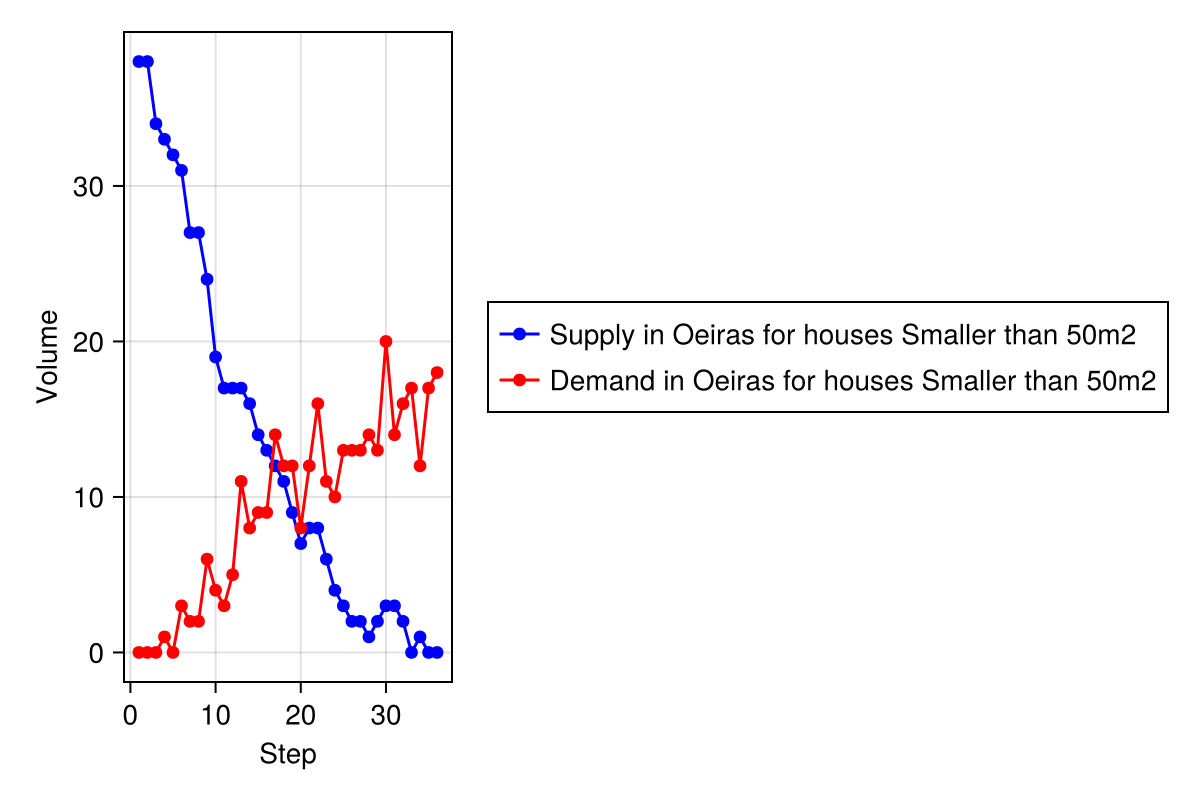 30
20
10
0
Volume
0 10 20 30
Step
Supply in Oeiras for houses Smaller than 50m2
Demand in Oeiras for houses Smaller than 50m2